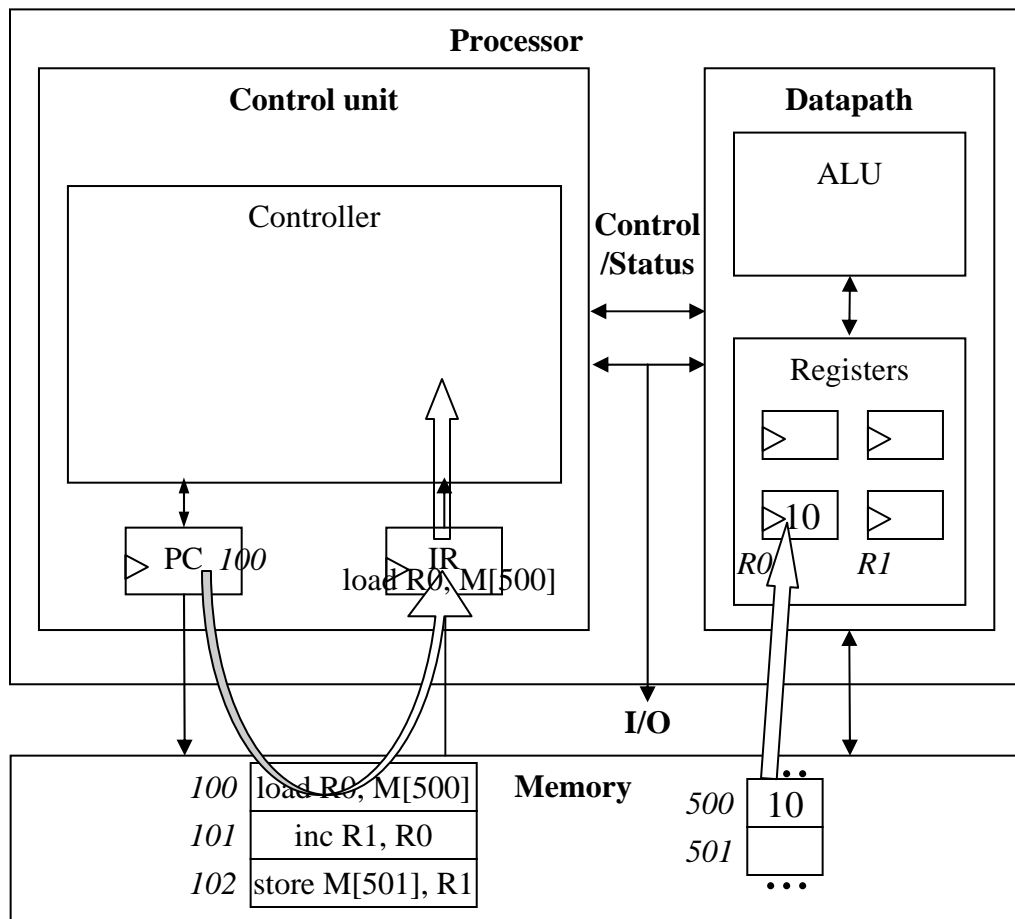 Processor
Control unit
Datapath
ALU
Controller
Control
/Status
Registers
10
R0
R1
PC
100
IR
load R0, M[500]
I/O
Memory
100
load R0, M[500]
101
inc R1, R0
102
store M[501], R1
500
10
501